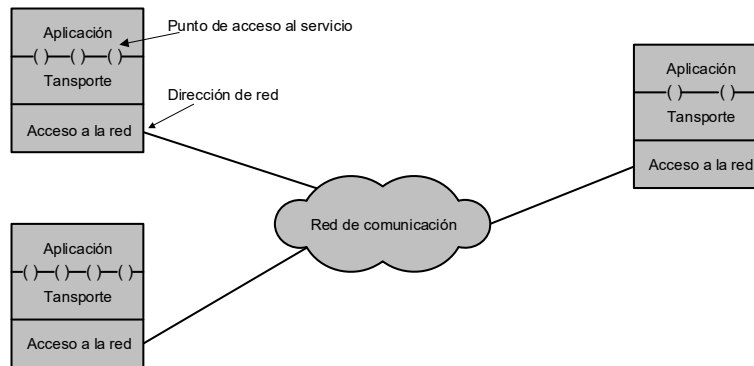 Aplicación
( ) ( ) ( )
Tansporte
Acceso a la red
Punto de acceso al servicio
Dirección de red
Aplicación
( ) ( )
Tansporte
Acceso a la red
Red de comunicación
Aplicación
( ) ( ) ( ) ( )
Tansporte
Acceso a la red